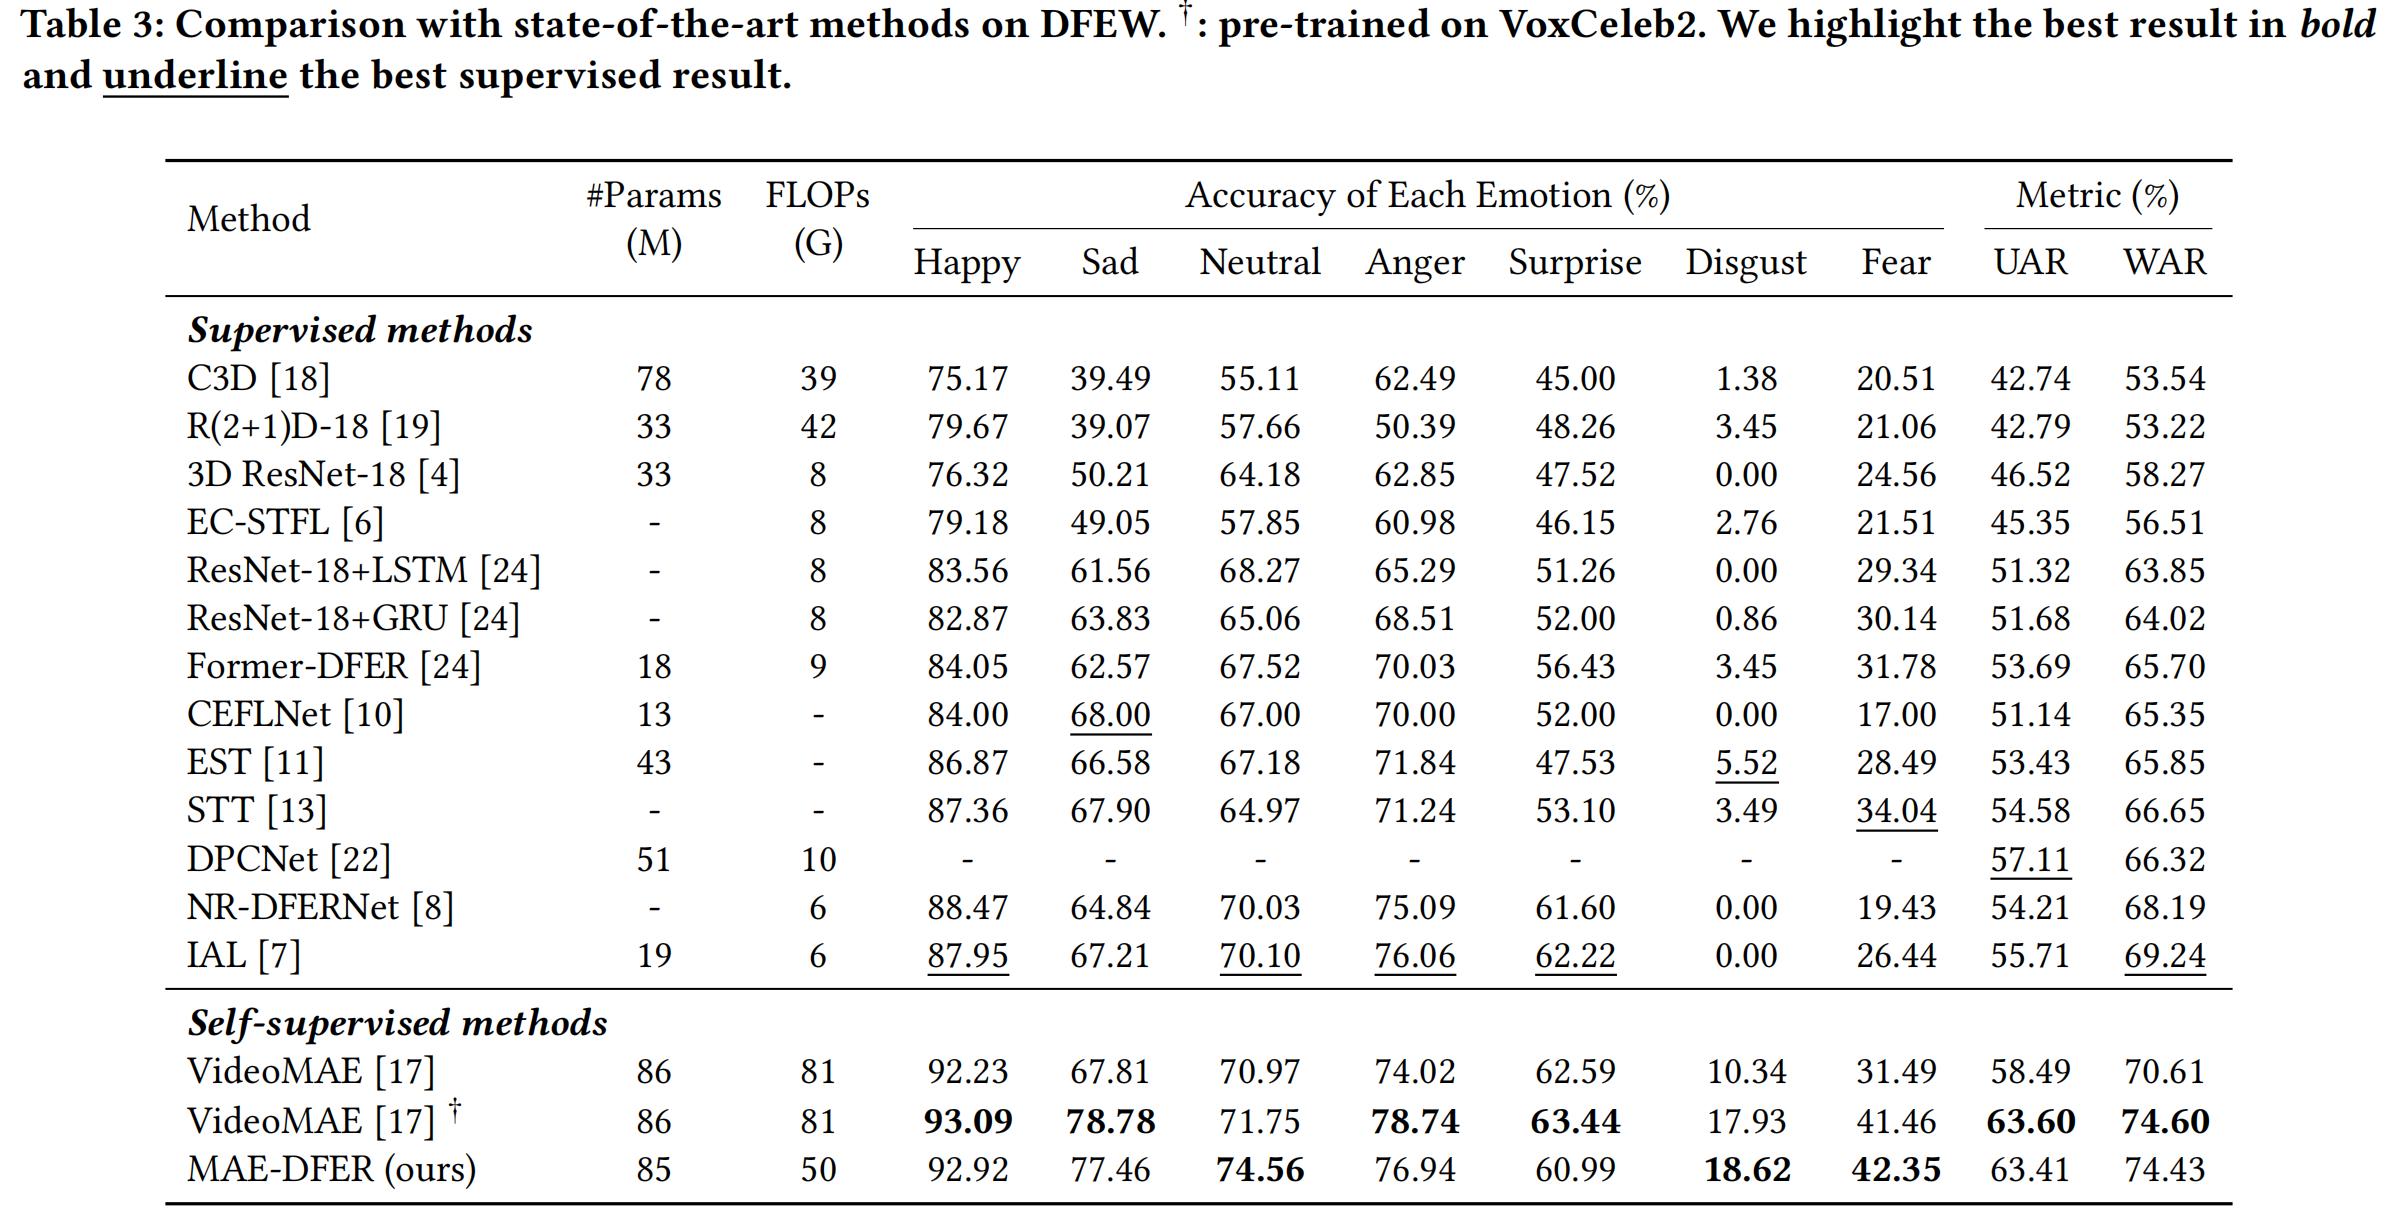 Table 3: Comparison with state-of-the-art methods on DFEW. †: pre-trained on VoxCeleb2. We highlight the best result in bold
and underline the best supervised result.
Method #Params (M) FLOPs (G) Accuracy of Each Emotion (%) Metric (%)
Happy Sad Neutral Anger Surprise Disgust Fear UAR WAR
Supervised methods
C3D [18] 78 39 75.17 39.49 55.11 62.49 45.00 1.38 20.51 42.74 53.54
R(2+1)D-18 [19] 33 42 79.67 39.07 57.66 50.39 48.26 3.45 21.06 42.79 53.22
3D ResNet-18 [4] 33 8 76.32 50.21 64.18 62.85 47.52 0.00 24.56 46.52 58.27
EC-STFL [6] - 8 79.18 49.05 57.85 60.98 46.15 2.76 21.51 45.35 56.51
ResNet-18+LSTM [24] - 8 83.56 61.56 68.27 65.29 51.26 0.00 29.34 51.32 63.85
ResNet-18+GRU [24] - 8 82.87 63.83 65.06 68.51 52.00 0.86 30.14 51.68 64.02
Former-DFER [24] 18 9 84.05 62.57 67.52 70.03 56.43 3.45 31.78 53.69 65.70
CEFLNet [10] 13 - 84.00 68.00 67.00 70.00 52.00 0.00 17.00 51.14 65.35
EST [11] 43 - 86.87 66.58 67.18 71.84 47.53 5.52 28.49 53.43 65.85
STT [13] - - 87.36 67.90 64.97 71.24 53.10 3.49 34.04 54.58 66.65
DPCNet [22] 51 10 - - - - - - - 57.11 66.32
NR-DFERNet [8] - 6 88.47 64.84 70.03 75.09 61.60 0.00 19.43 54.21 68.19
IAL [7] 19 6 87.95 67.21 70.10 76.06 62.22 0.00 26.44 55.71 69.24
Self-supervised methods
VideoMAE [17] 86 81 92.23 67.81 70.97 74.02 62.59 10.34 31.49 58.49 70.61
VideoMAE [17] † 86 81 93.09 78.78 71.75 78.74 63.44 17.93 41.46 63.60 74.60
MAE-DFER (ours) 85 50 92.92 77.46 74.56 76.94 60.99 18.62 42.35 63.41 74.43